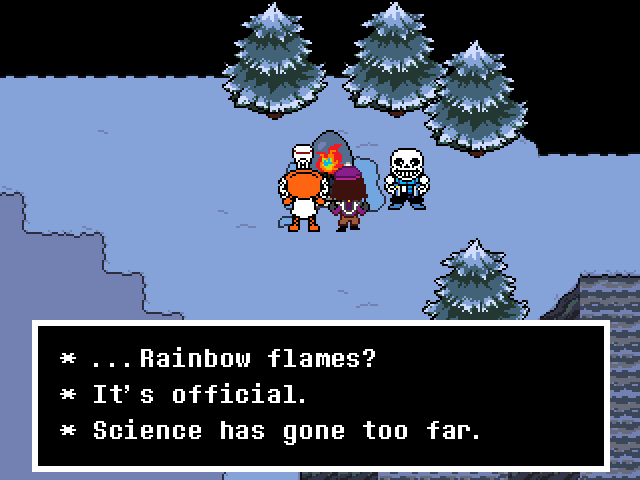 * ...Rainbow flames?
* It's official.
* Science has gone too far.